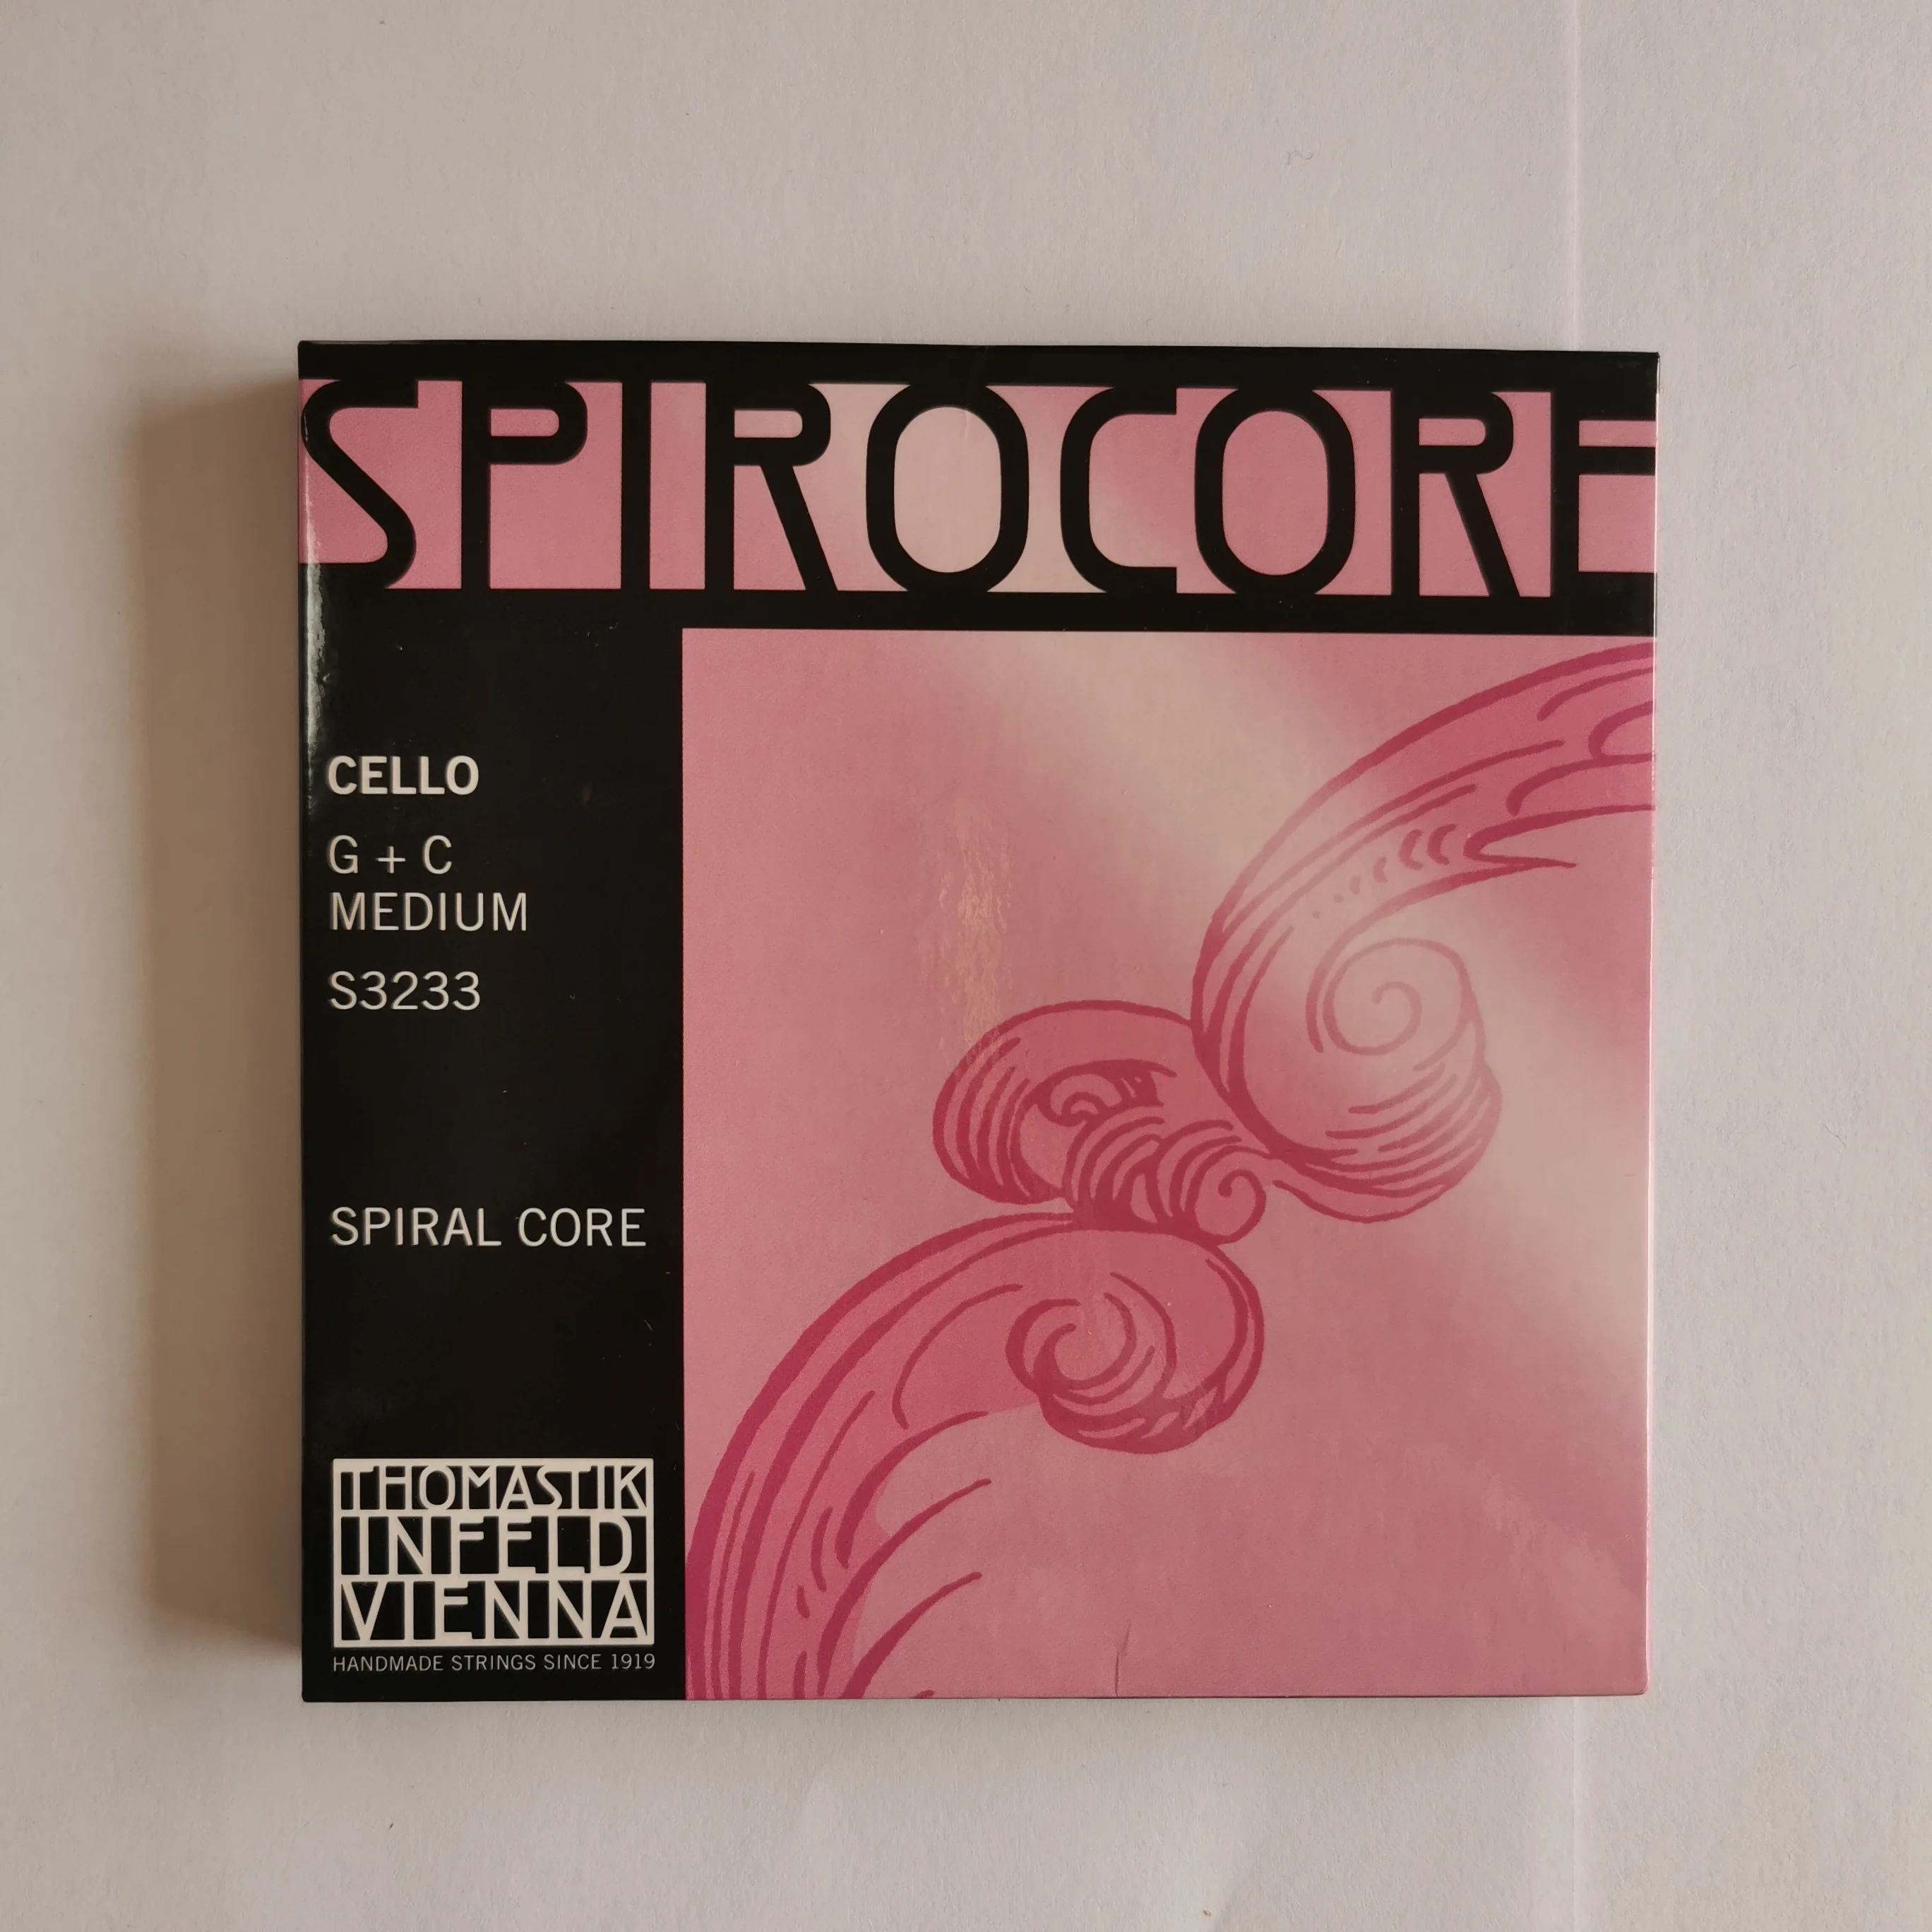 SPIROCORE
CELLO
G + C
MEDIUM
S3233
SPIRAL CORE
THOMASTIK
INFELD
VIENNA
HANDMADE STRINGS SINCE 1919